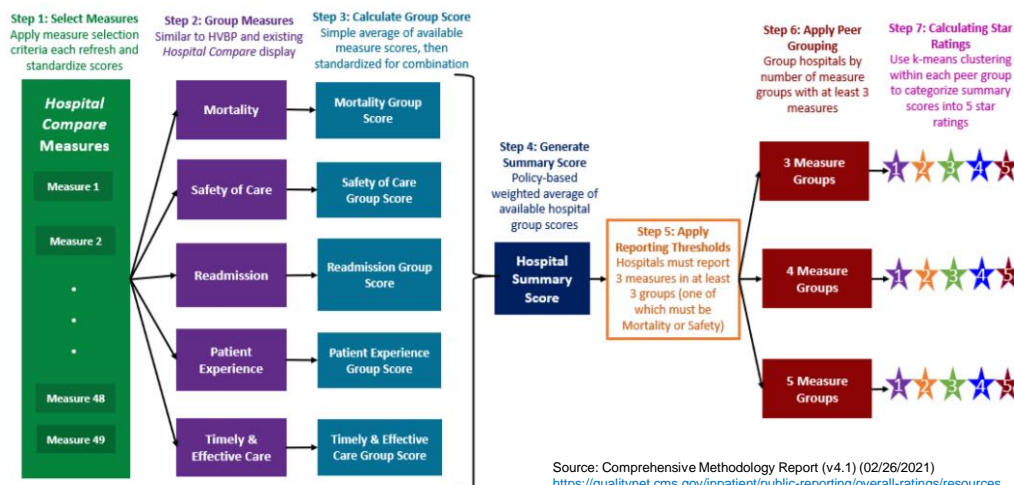 Step 1: Select Measures
Apply measure selection
criteria each refresh and
standardize scores
Hospital
Compare
Measures
Measure 1
Measure 2
Measure 48
Measure 49
Step 2: Group Measures
Similar to HVBP and existing
Hospital Compare display
Mortality
Safety of Care
Readmission
Patient
Experience
Timely &
Effective Care
Step 3: Calculate Group Score
Simple average of available
measure scores, then
standardized for combination
Mortality Group
Score
Safety of Care
Group Score
Readmission Group
Score
Patient Experience
Group Score
Timely & Effective
Care Group Score
Step 4: Generate
Summary Score
Policy-based
weighted average of
available hospital
group scores
Hospital
Summary
Score
Step 5: Apply
Reporting Thresholds
Hospitals must report
3 measures in at least
3 groups (one of
which must be
Mortality or Safety)
Step 6: Apply Peer
Grouping
Group hospitals by
number of measure
groups with at least 3
measures
3 Measure
Groups
4 Measure
Groups
5 Measure
Groups
Step 7: Calculating Star
Ratings
Use k-means clustering
within each peer group
to categorize summary
scores into 5 star
ratings
1 2 3 4 5
1 2 3 4 5
1 2 3 4 5
Source: Comprehensive Methodology Report (v4.1) (02/26/2021)
https://qualitynet.cms.gov/inpatient/public-reporting/overall-ratings/resources